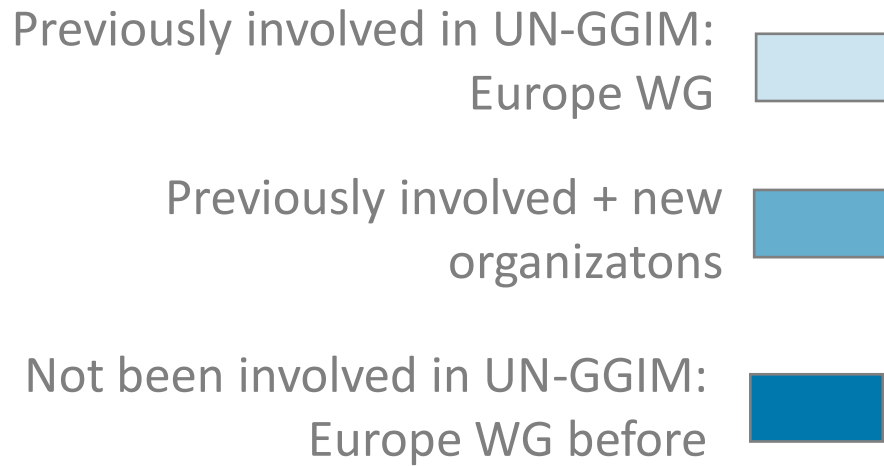 Previously involved in UN-GGIM:
Europe WG
Previously involved + new
organizatons
Not been involved in UN-GGIM:
Europe WG before